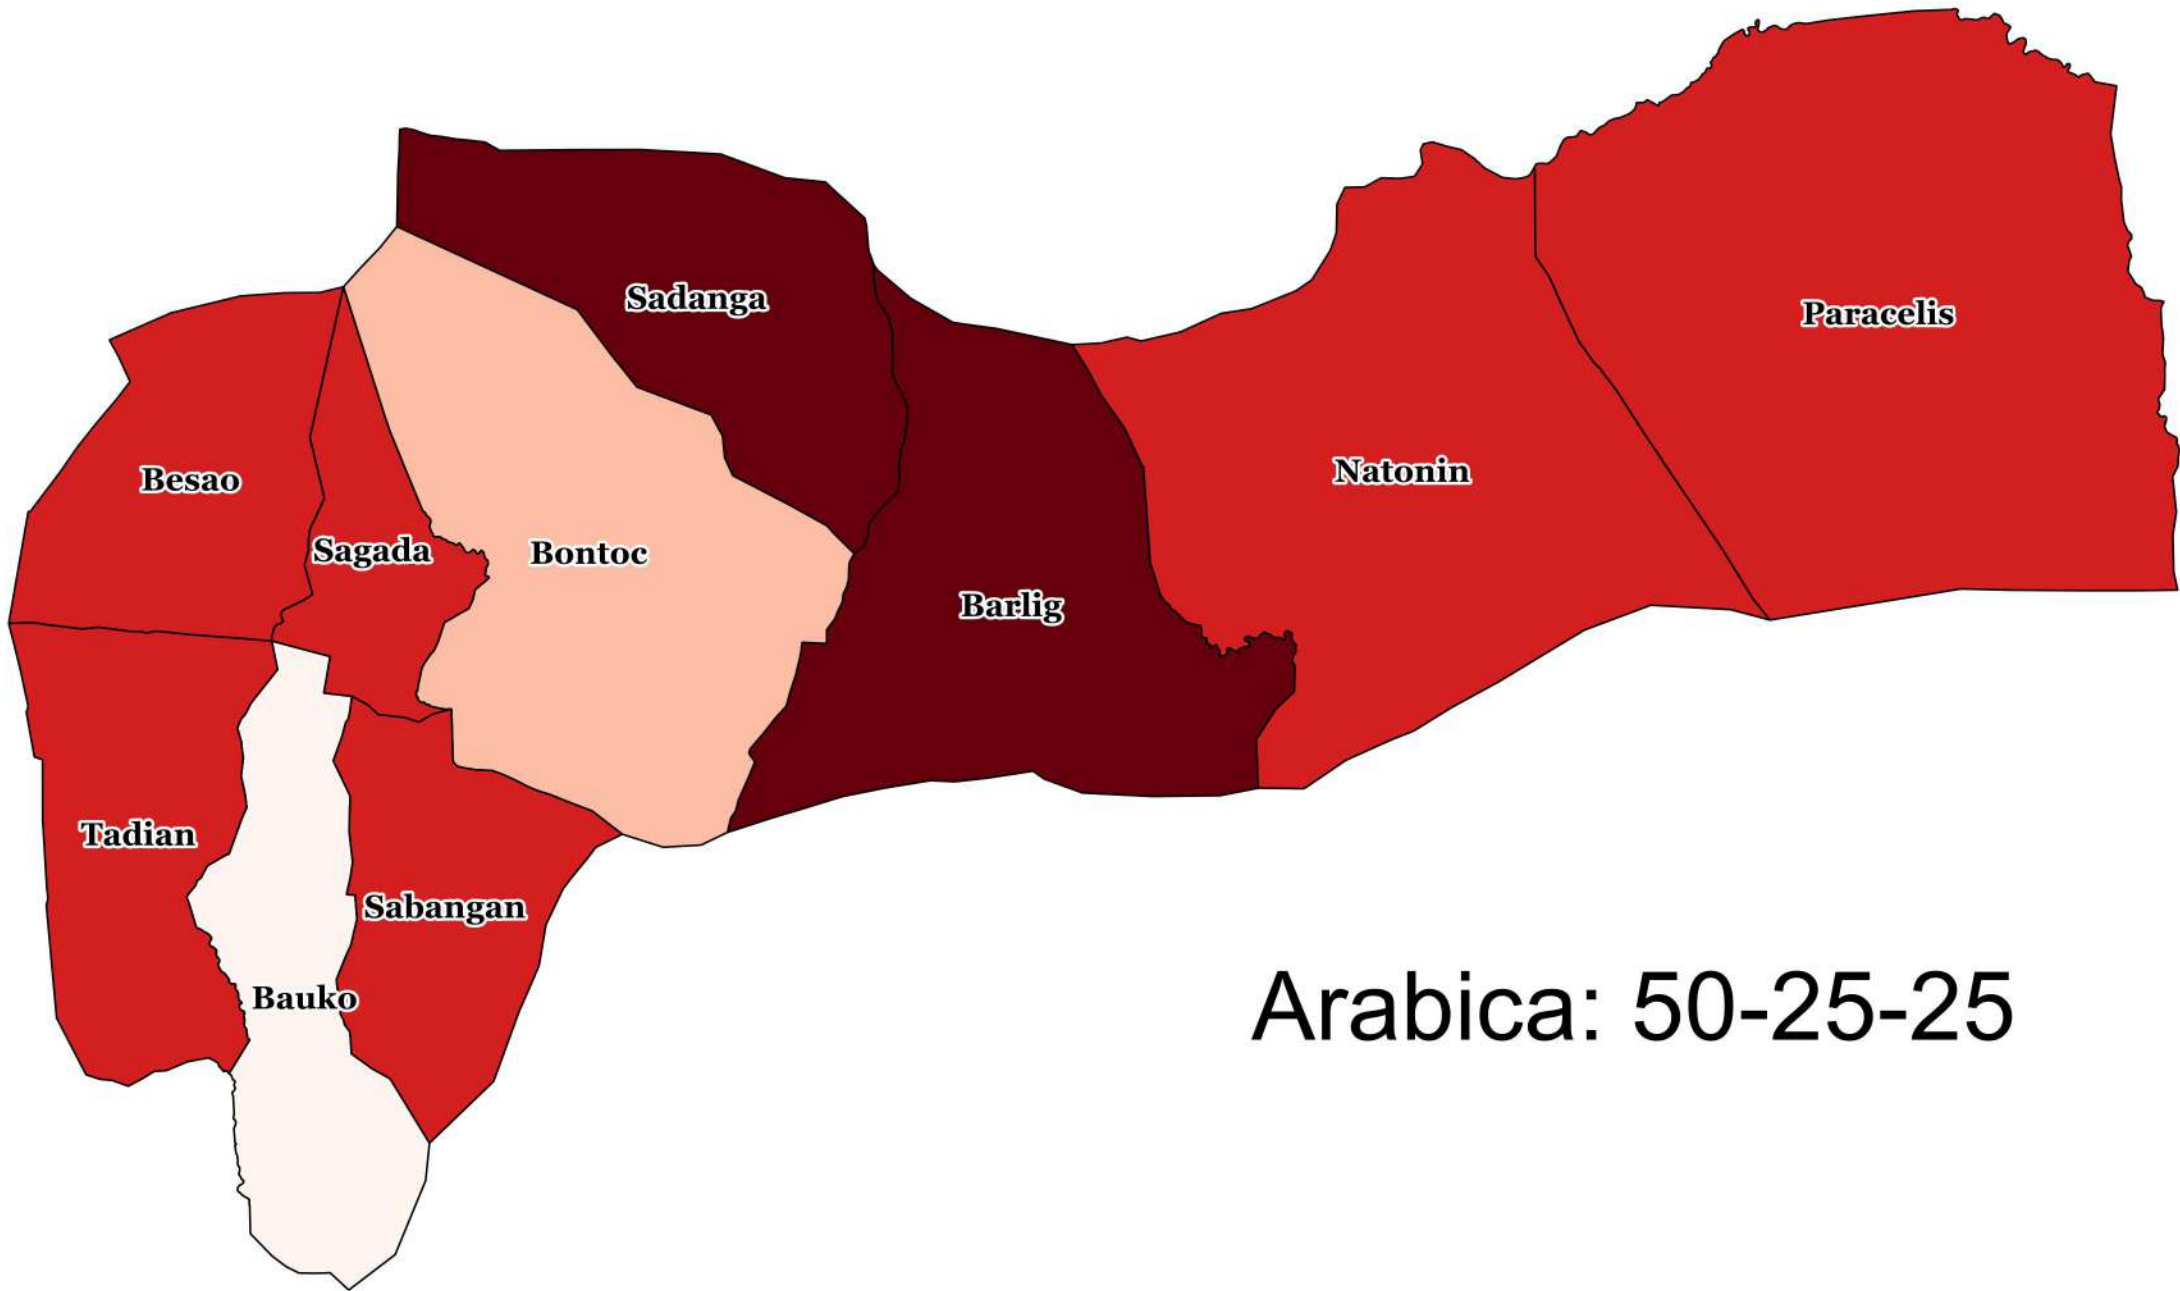 Sadanga
Paracelis
Natonin
Besao
Sagada
Bontoc
Barlig
Tadian
Sabangan
Bauko
Arabica: 50-25-25